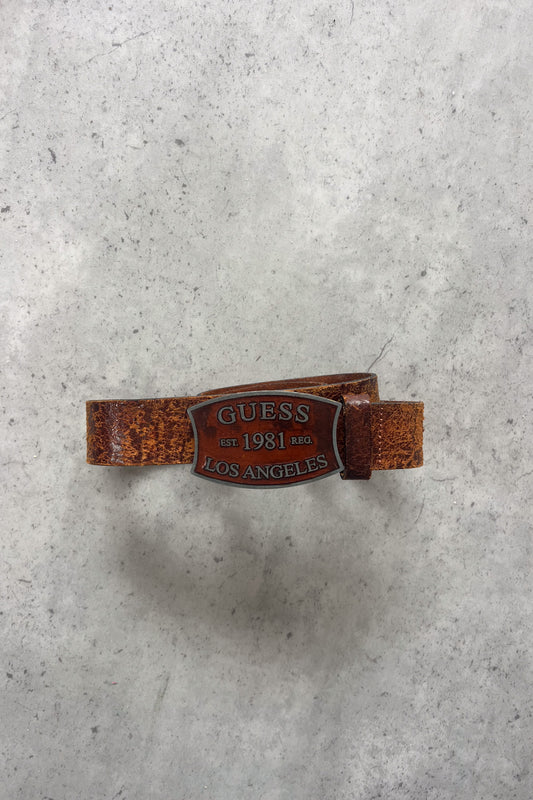 GUESS
EST. 1981 REG.
LOS ANGELES